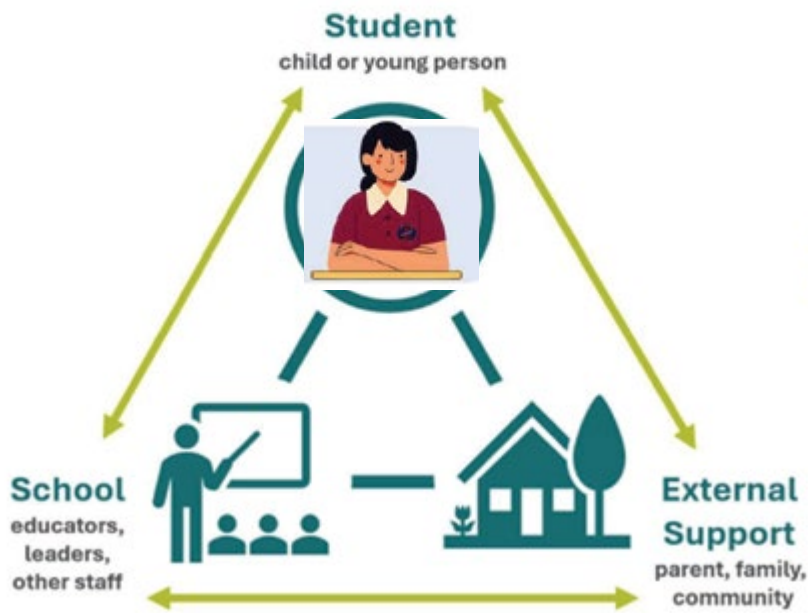 Student
child or young person
School
educators,
leaders,
other staff
External
Support
parent, family,
community